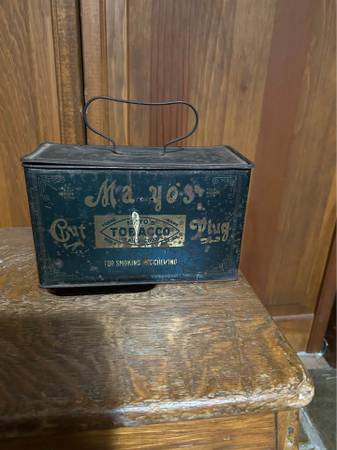 Mayo's
Cut Plug
TOBACCO
FOR SMOKING AND CHEWING